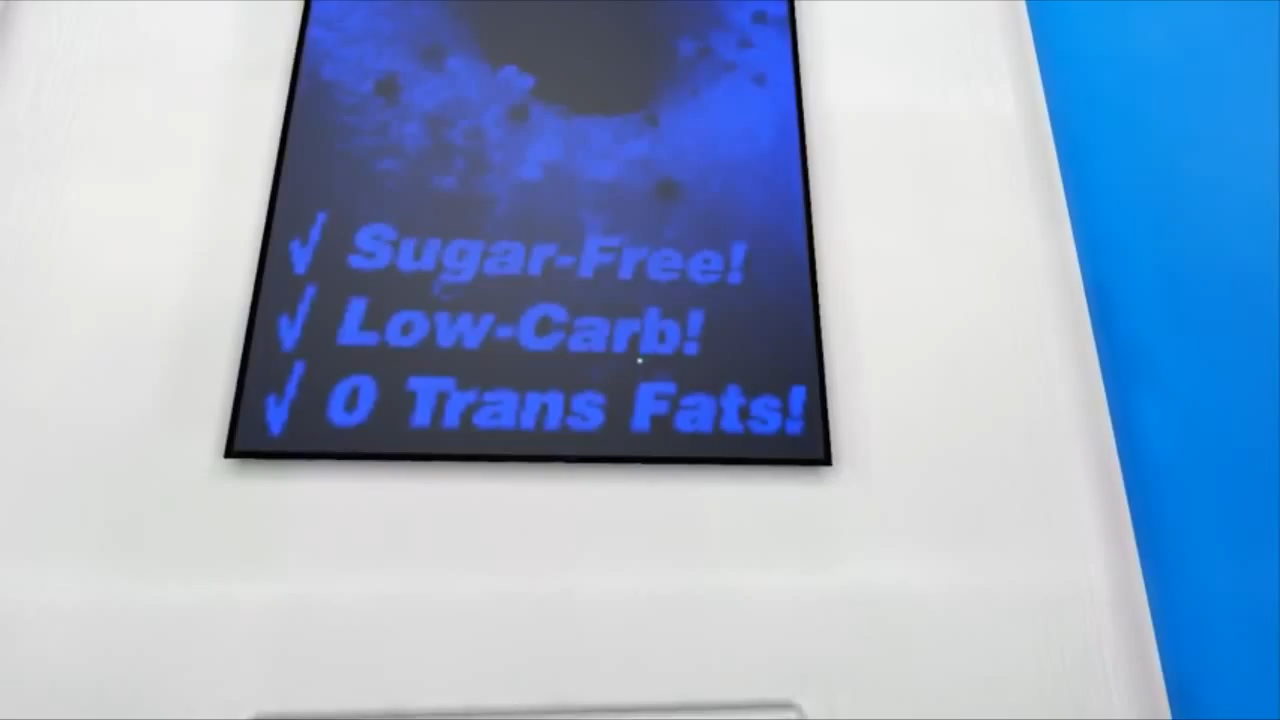 ✓ Sugar-Free!
✓ Low-Carb!
✓ 0 Trans Fats!